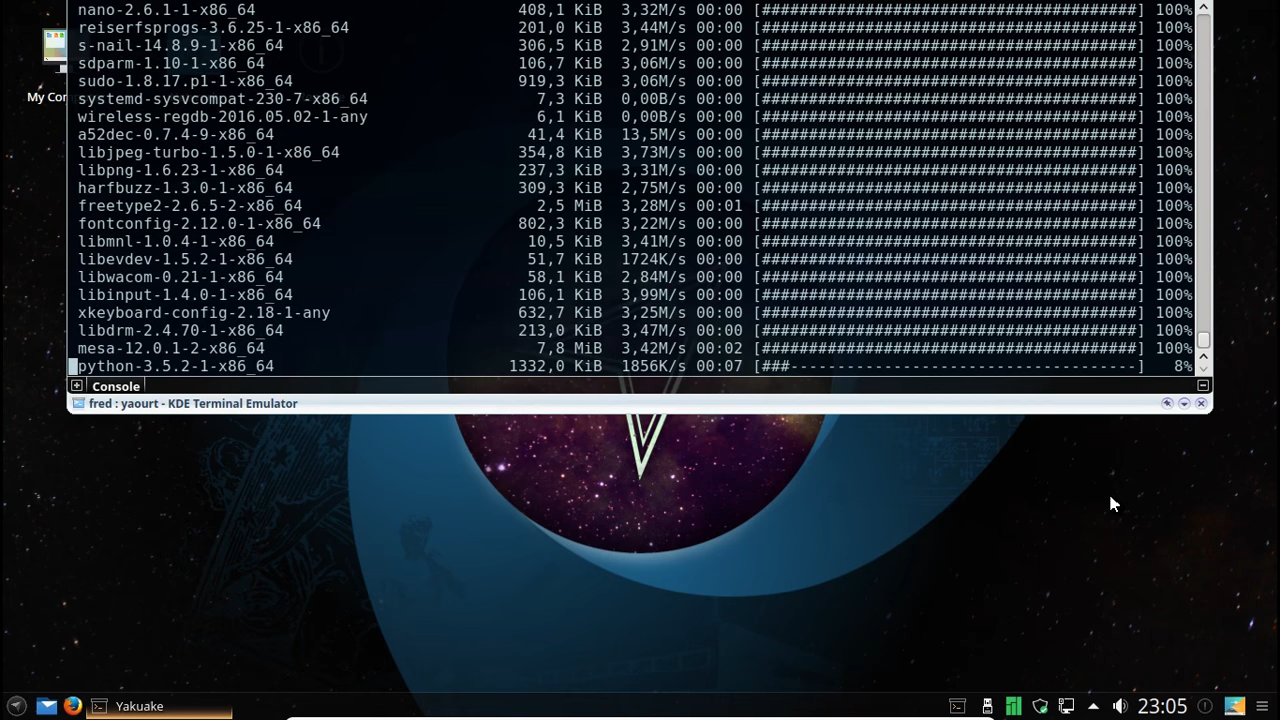 nano-2.6.1-1-x86_64 408,1 KiB 3,32M/s 00:00 [########################################] 100%
reiserfsprogs-3.6.25-1-x86_64 201,0 KiB 3,44M/s 00:00 [########################################] 100%
s-nail-14.8.9-1-x86_64 306,5 KiB 2,91M/s 00:00 [########################################] 100%
sdparm-1.10-1-x86_64 106,7 KiB 3,06M/s 00:00 [########################################] 100%
sudo-1.8.17.p1-1-x86_64 919,3 KiB 3,06M/s 00:00 [########################################] 100%
systemd-sysvcompat-230-7-x86_64 7,3 KiB 0,00B/s 00:00 [########################################] 100%
wireless-regdb-2016.05.02-1-any 6,1 KiB 0,00B/s 00:00 [########################################] 100%
a52dec-0.7.4-9-x86_64 41,4 KiB 13,5M/s 00:00 [########################################] 100%
libjpeg-turbo-1.5.0-1-x86_64 354,8 KiB 3,73M/s 00:00 [########################################] 100%
libpng-1.6.23-1-x86_64 237,3 KiB 3,31M/s 00:00 [########################################] 100%
harfbuzz-1.3.0-1-x86_64 309,3 KiB 2,75M/s 00:00 [########################################] 100%
freetype2-2.6.5-2-x86_64 2,5 MiB 3,28M/s 00:01 [########################################] 100%
fontconfig-2.12.0-1-x86_64 802,3 KiB 3,22M/s 00:00 [########################################] 100%
libmnl-1.0.4-1-x86_64 10,5 KiB 3,41M/s 00:00 [########################################] 100%
libevdev-1.5.2-1-x86_64 51,7 KiB 1724K/s 00:00 [########################################] 100%
libwacom-0.21-1-x86_64 58,1 KiB 2,84M/s 00:00 [########################################] 100%
libinput-1.4.0-1-x86_64 106,1 KiB 3,99M/s 00:00 [########################################] 100%
xkeyboard-config-2.18-1-any 632,7 KiB 3,25M/s 00:00 [########################################] 100%
libdrm-2.4.70-1-x86_64 213,0 KiB 3,47M/s 00:00 [########################################] 100%
mesa-12.0.1-2-x86_64 7,8 MiB 3,42M/s 00:02 [########################################] 100%
python-3.5.2-1-x86_64 1332,0 KiB 1856K/s 00:07 [###-------------------------------------] 8%
My Com
Console
fred : yaourt - KDE Terminal Emulator
Yakuake
23:05